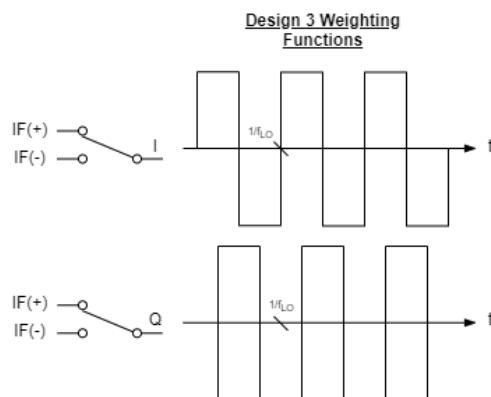 Design 3 Weighting
Functions
IF(+)
IF(-)
I
1/fLO
t
IF(+)
IF(-)
Q
1/fLO
t